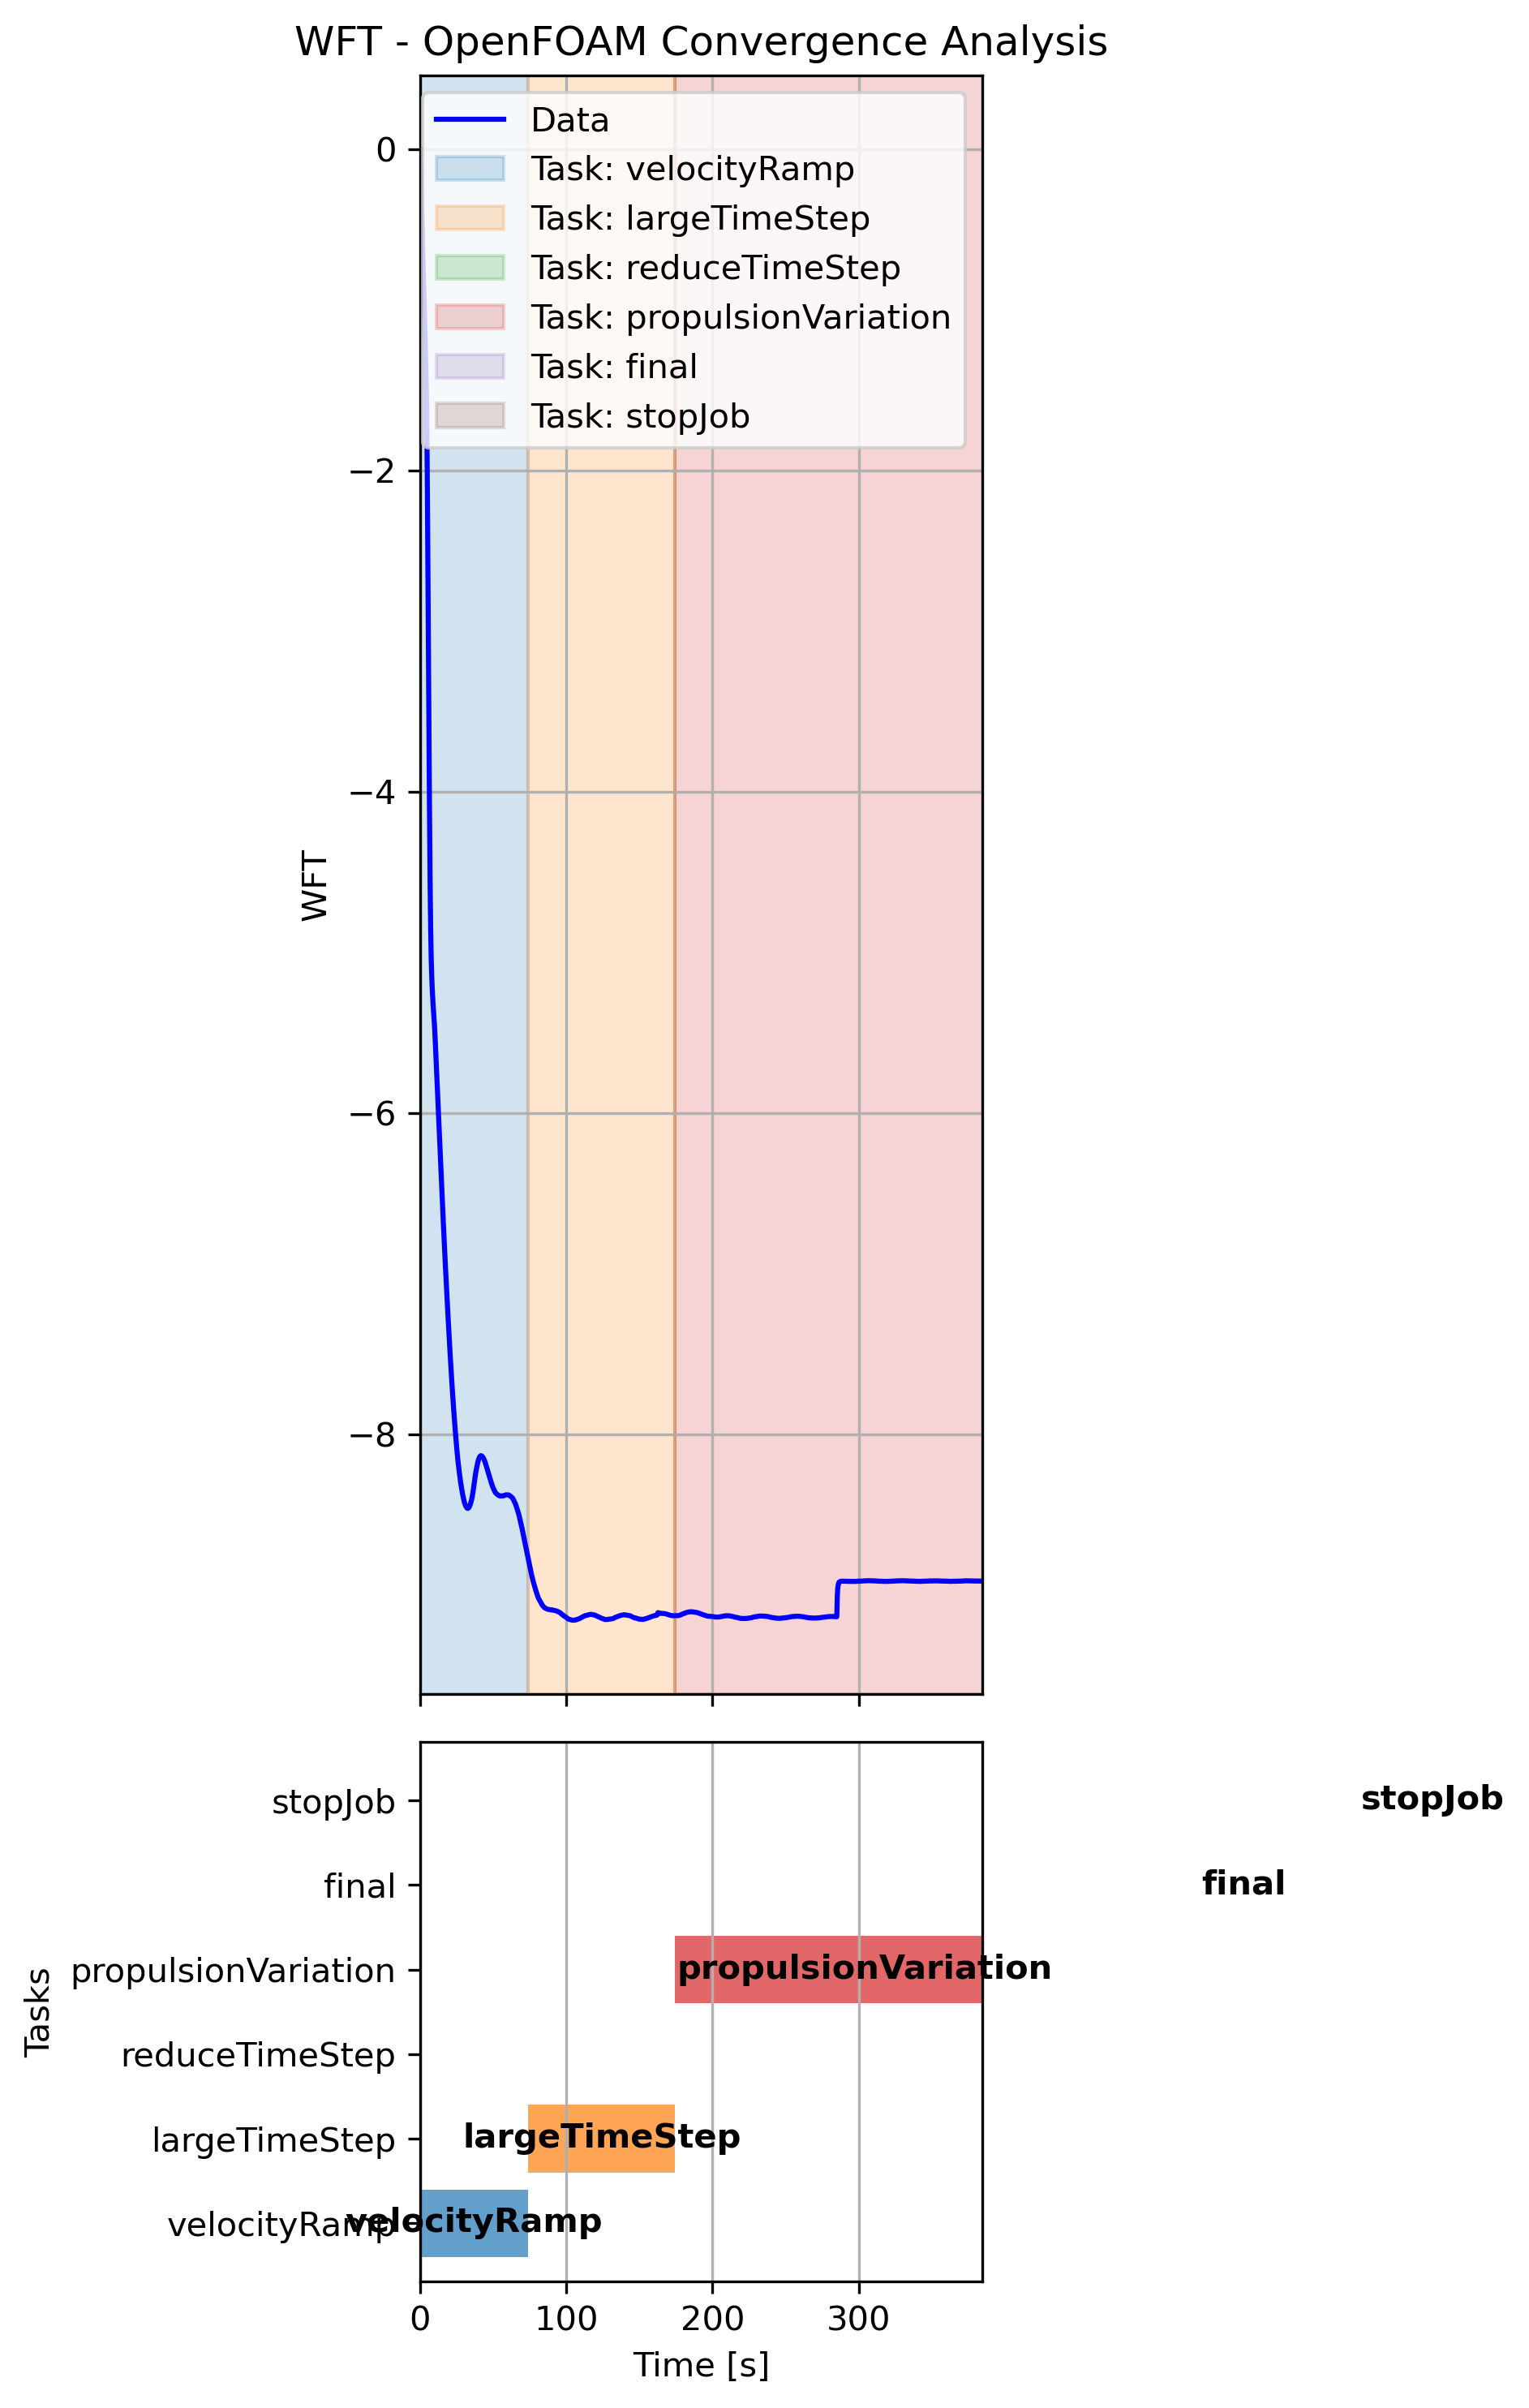 WFT - OpenFOAM Convergence Analysis
Data
Task: velocityRamp
Task: largeTimeStep
Task: reduceTimeStep
Task: propulsionVariation
Task: final
Task: stopJob
0
−2
−4
−6
−8
WFT
stopJob
stopJob
final
final
propulsionVariation
propulsionVariation
reduceTimeStep
largeTimeStep
largeTimeStep
velocityRamp
velocityRamp
Tasks
0 100 200 300
Time [s]